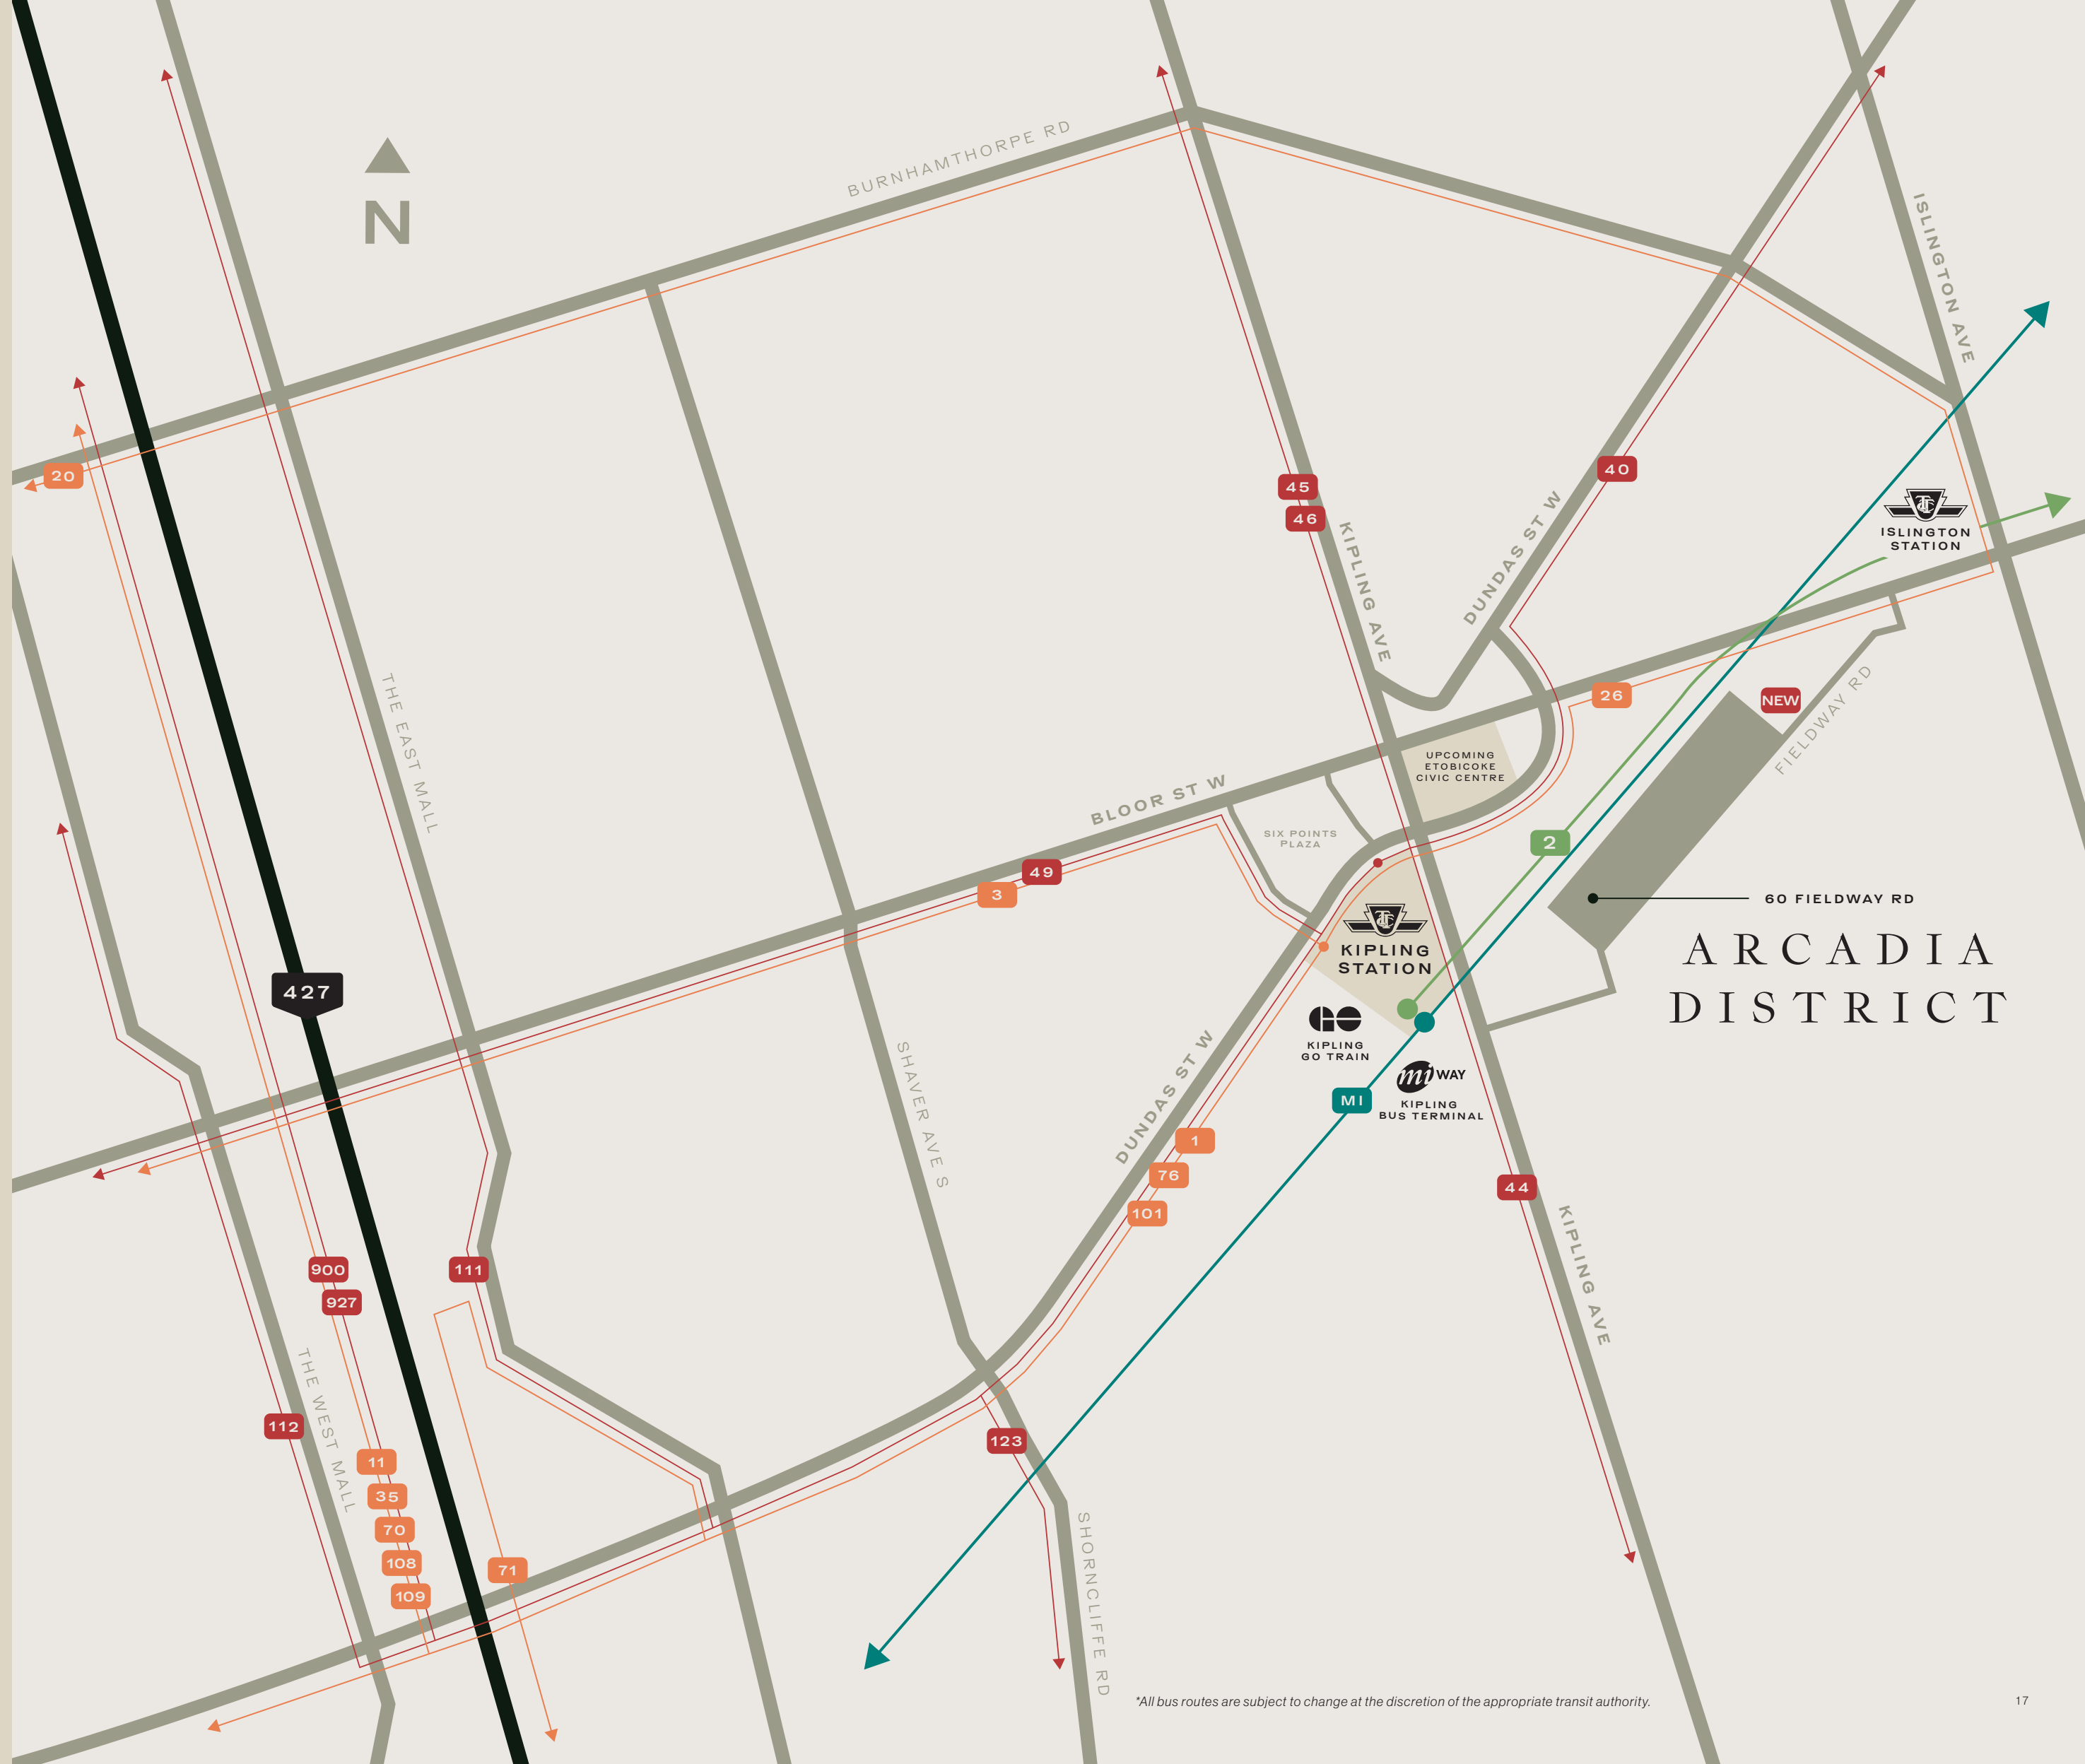 N
BURNHAMTHORPE RD
ISLINGTON AVE
20
45
46
40
KIPLING AVE
DUNDAS ST W
TTC
ISLINGTON
STATION
THE EAST MALL
26
NEW
FIELDWAY RD
UPCOMING
ETOBICOKE
CIVIC CENTRE
BLOOR ST W
SIX POINTS
PLAZA
2
49
3
60 FIELDWAY RD
ARCADIA
DISTRICT
TTC
KIPLING
STATION
427
GO
KIPLING
GO TRAIN
SHAVER AVE S
DUNDAS ST W
mi WAY
KIPLING
BUS TERMINAL
MI
1
76
101
44
KIPLING AVE
900
927
111
THE WEST MALL
112
123
11
35
70
108
109
71
SHORNCLIFFE RD
*All bus routes are subject to change at the discretion of the appropriate transit authority.
17